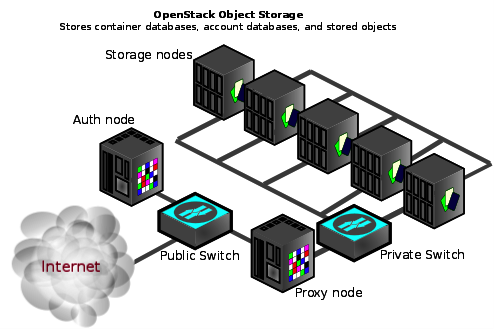 OpenStack Object Storage
Stores container databases, account databases, and stored objects
Storage nodes
Auth node
Public Switch
Private Switch
Internet
Proxy node